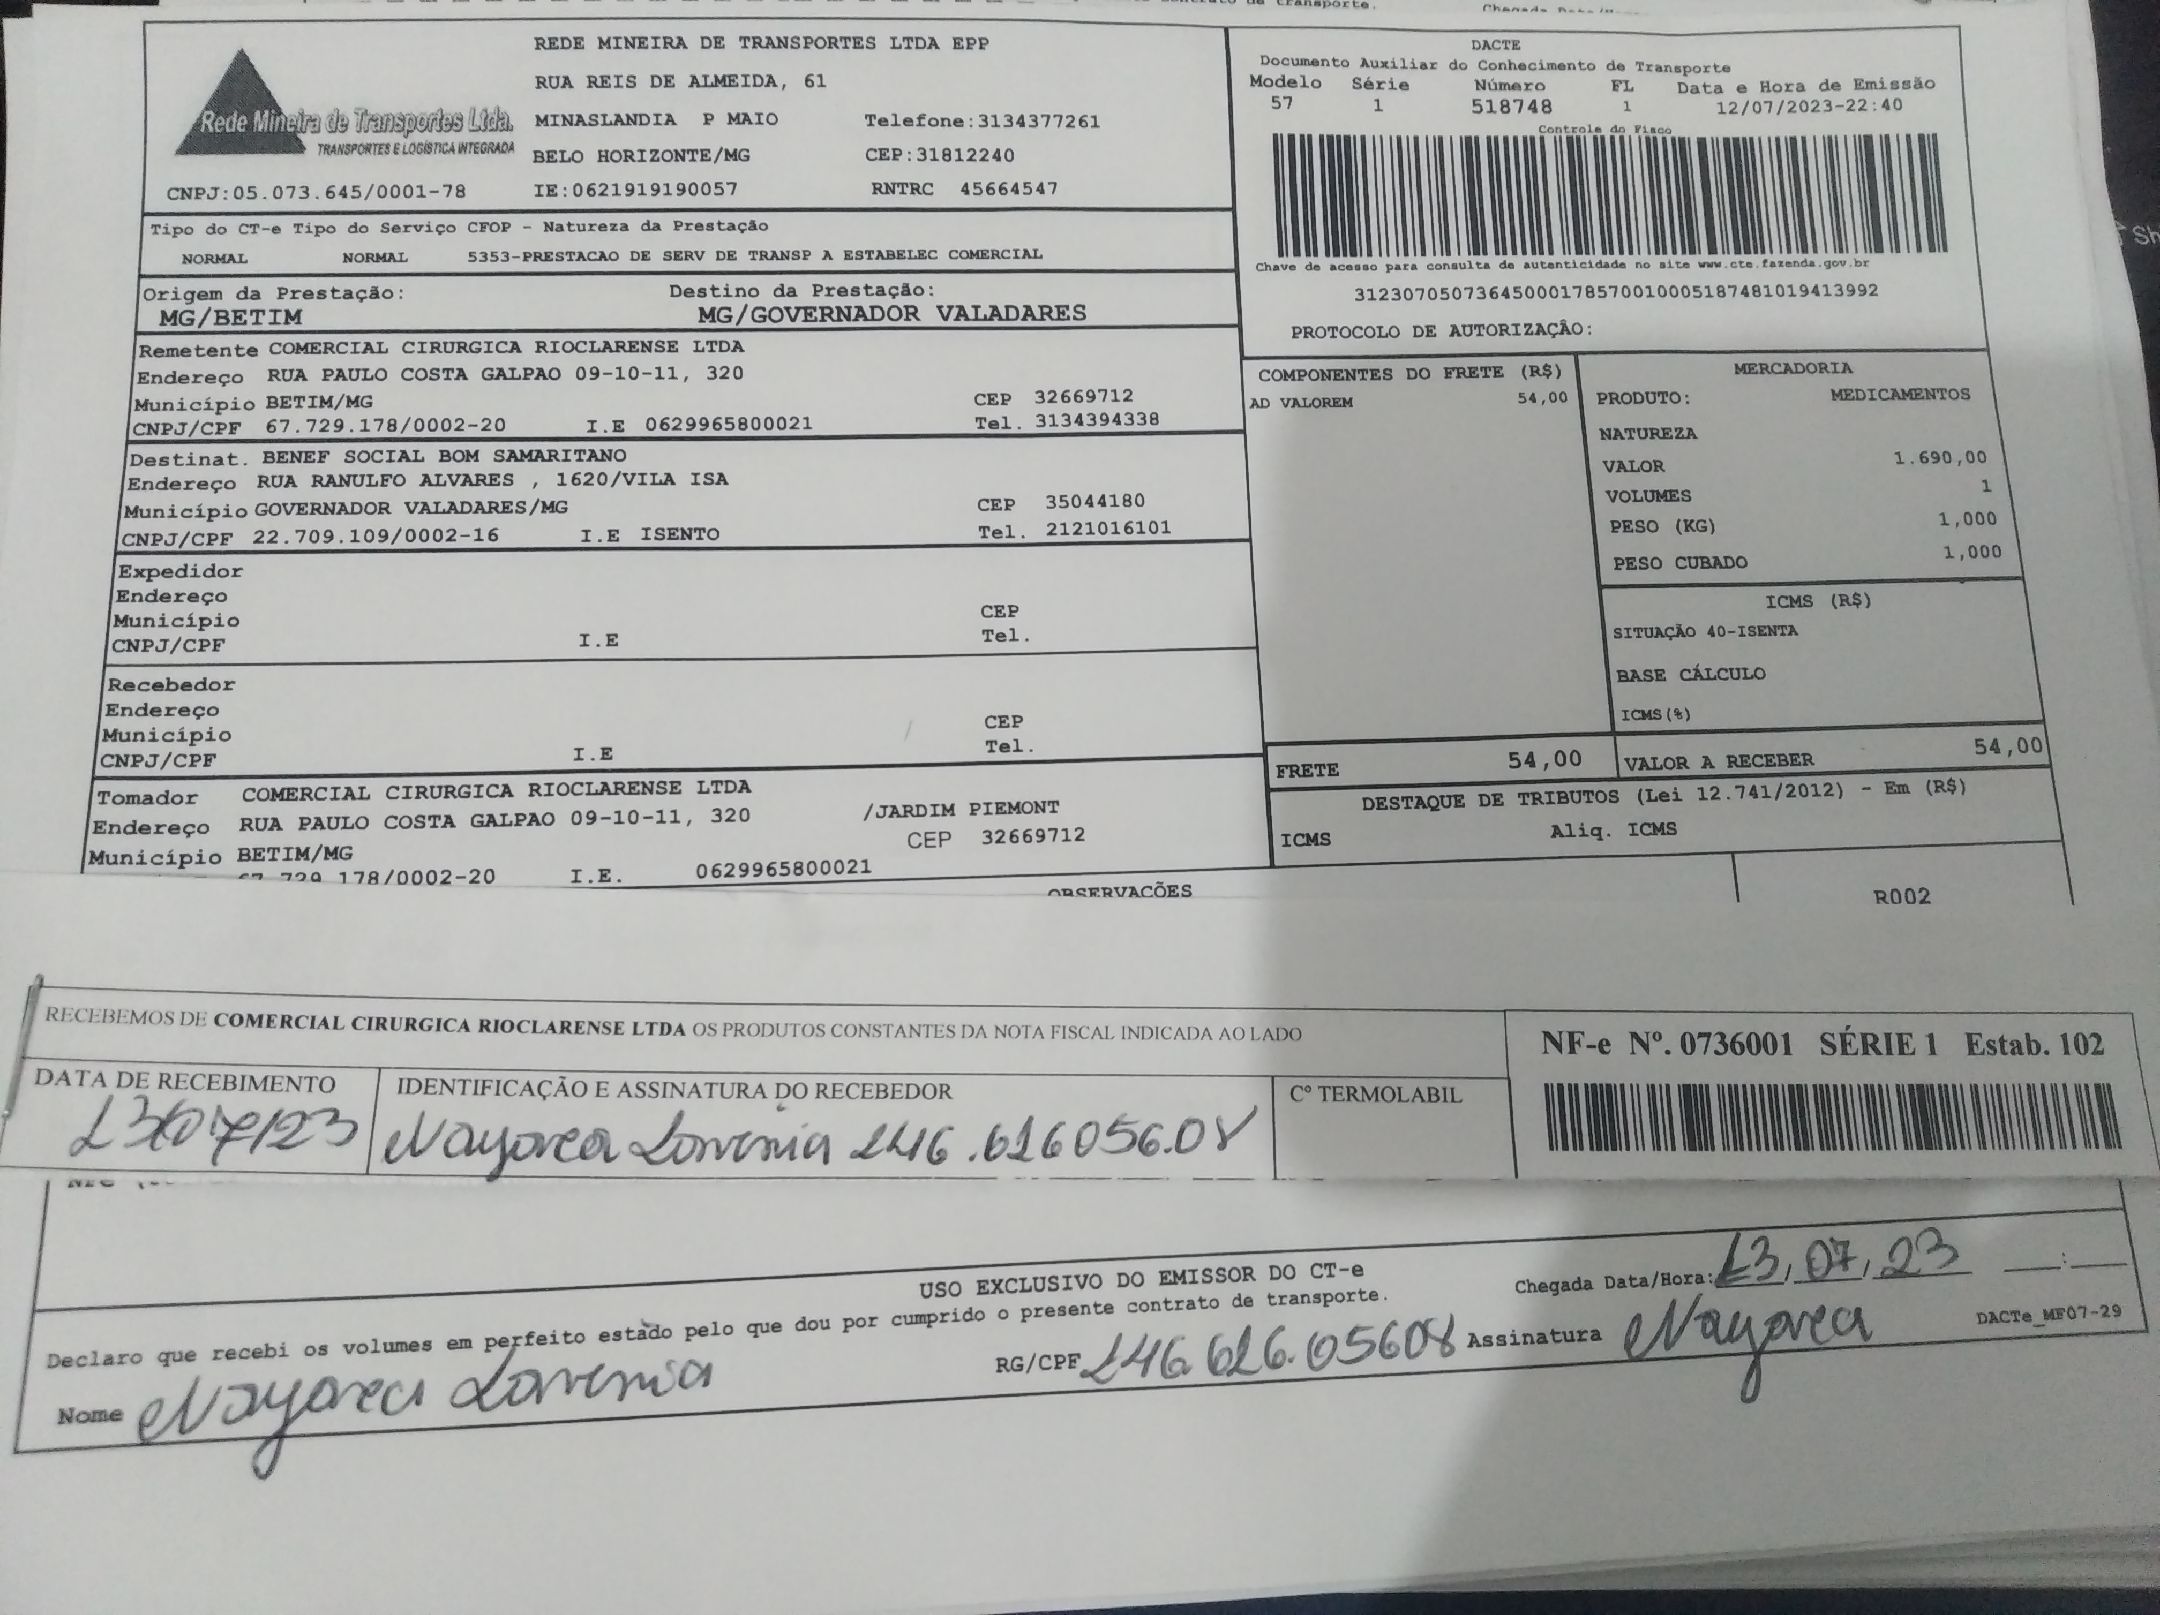 REDE MINEIRA DE TRANSPORTES LTDA EPP
RUA REIS DE ALMEIDA, 61
Rede Mineira de Transportes Ltda.
TRANSPORTES E LOGÍSTICA INTEGRADA
MINASLANDIA P MAIO Telefone:3134377261
BELO HORIZONTE/MG CEP:31812240
CNPJ:05.073.645/0001-78 IE:0621919190057 RNTRC 45664547
DACTE
Documento Auxiliar do Conhecimento de Transporte
Modelo Série Número FL Data e Hora de Emissão
57 1 518748 1 12/07/2023-22:40
Controle do Fisco
Chave de acesso para consulta de autenticidade no site www.cte.fazenda.gov.br
31230705073645000178570010005187481019413992
PROTOCOLO DE AUTORIZAÇÃO:
Tipo do CT-e Tipo do Serviço CFOP - Natureza da Prestação
NORMAL NORMAL 5353-PRESTACAO DE SERV DE TRANSP A ESTABELEC COMERCIAL
Origem da Prestação: Destino da Prestação:
MG/BETIM MG/GOVERNADOR VALADARES
Remetente COMERCIAL CIRURGICA RIOCLARENSE LTDA
Endereço RUA PAULO COSTA GALPAO 09-10-11, 320
Município BETIM/MG CEP 32669712
CNPJ/CPF 67.729.178/0002-20 I.E 0629965800021 Tel. 3134394338
Destinat. BENEF SOCIAL BOM SAMARITANO
Endereço RUA RANULFO ALVARES , 1620/VILA ISA
Município GOVERNADOR VALADARES/MG CEP 35044180
CNPJ/CPF 22.709.109/0002-16 I.E ISENTO Tel. 2121016101
Expedidor
Endereço
Município CEP
CNPJ/CPF I.E Tel.
Recebedor
Endereço
Município CEP
CNPJ/CPF I.E Tel.
Tomador COMERCIAL CIRURGICA RIOCLARENSE LTDA
Endereço RUA PAULO COSTA GALPAO 09-10-11, 320 /JARDIM PIEMONT
Município BETIM/MG CEP 32669712
67.729.178/0002-20 I.E. 0629965800021
COMPONENTES DO FRETE (R$)
AD VALOREM 54,00
MERCADORIA
PRODUTO: MEDICAMENTOS
NATUREZA
VALOR 1.690,00
VOLUMES 1
PESO (KG) 1,000
PESO CUBADO 1,000
ICMS (R$)
SITUAÇÃO 40-ISENTA
BASE CÁLCULO
ICMS(%)
FRETE 54,00 VALOR A RECEBER 54,00
DESTAQUE DE TRIBUTOS (Lei 12.741/2012) - Em (R$)
ICMS Aliq. ICMS
OBSERVAÇÕES R002
RECEBEMOS DE COMERCIAL CIRURGICA RIOCLARENSE LTDA OS PRODUTOS CONSTANTES DA NOTA FISCAL INDICADA AO LADO
NF-e Nº. 0736001 SÉRIE 1 Estab. 102
DATA DE RECEBIMENTO IDENTIFICAÇÃO E ASSINATURA DO RECEBEDOR Cº TERMOLABIL
13/07/23 Nayarea 146.616056.08
USO EXCLUSIVO DO EMISSOR DO CT-e
Declaro que recebi os volumes em perfeito estado pelo que dou por cumprido o presente contrato de transporte.
Chegada Data/Hora: 13/07/23 __:__
Nome Nayarea RG/CPF 146.616.05608 Assinatura Nayarea
DACTe_MF07-29